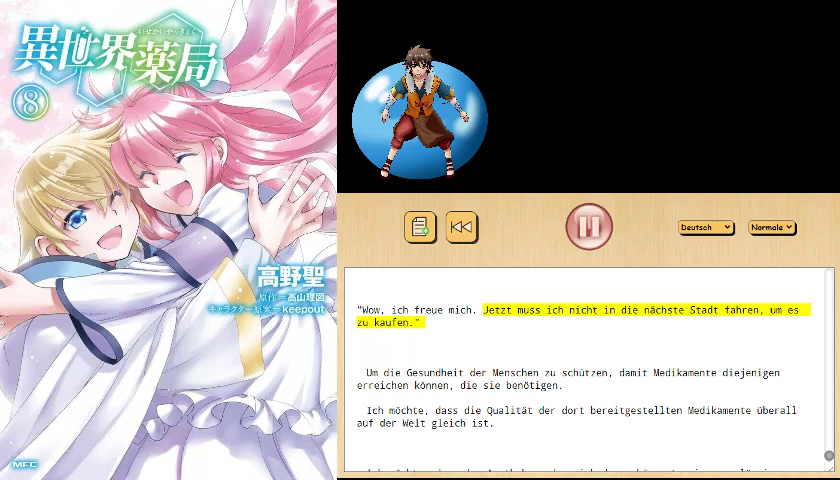 いせかいやっきょく
異世界薬局
8
高野聖
原作=高山理図
キャラクター原案=keepout
MFC
Deutsch
Normale
"Wow, ich freue mich. Jetzt muss ich nicht in die nächste Stadt fahren, um es
zu kaufen."
Um die Gesundheit der Menschen zu schützen, damit Medikamente diejenigen
erreichen können, die sie benötigen.
Ich möchte, dass die Qualität der dort bereitgestellten Medikamente überall
auf der Welt gleich ist.